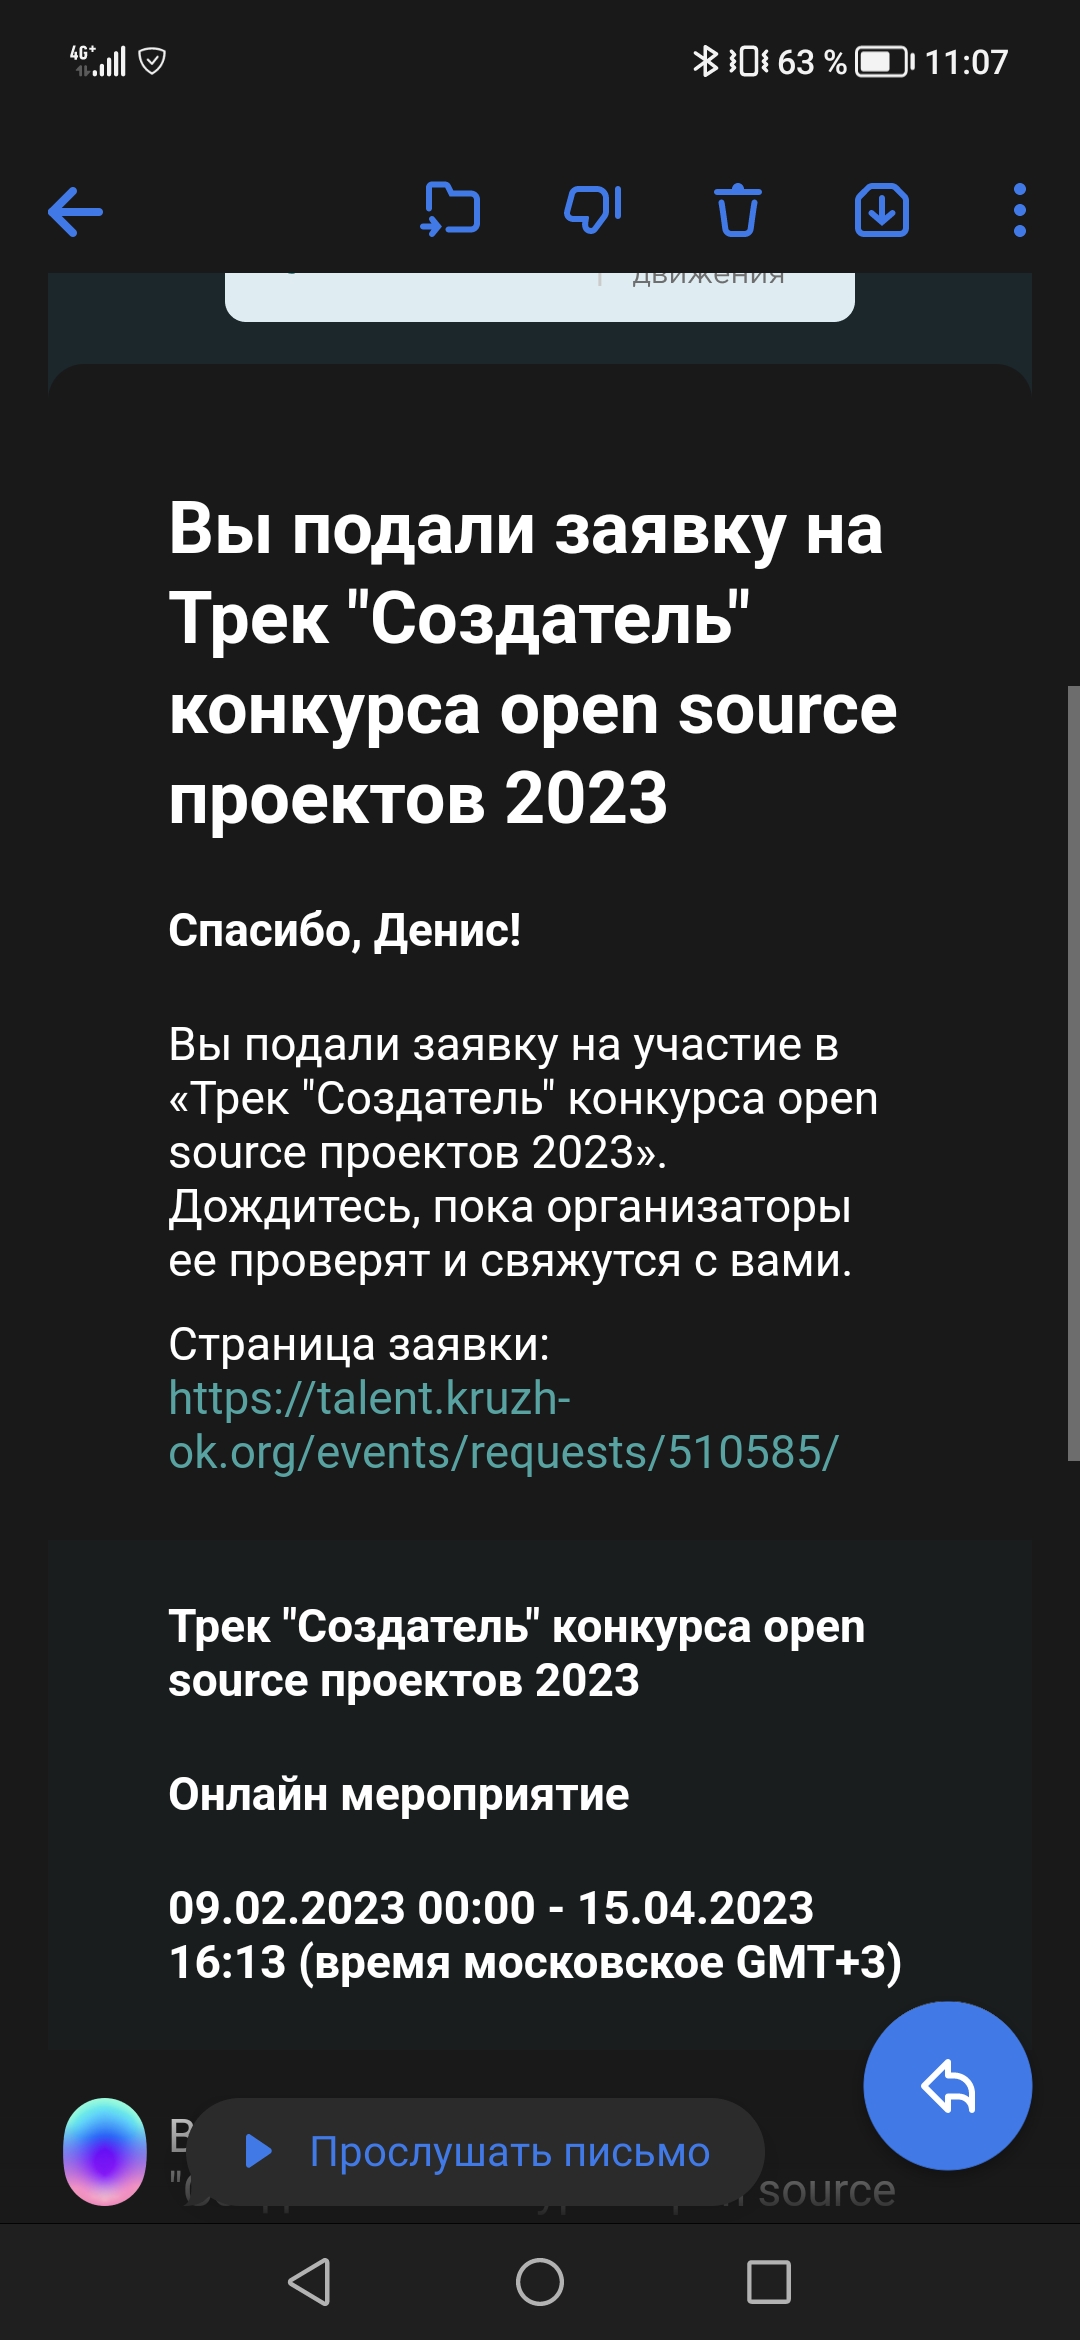 4G+
63 %
11:07
движения
Вы подали заявку на
Трек "Создатель"
конкурса open source
проектов 2023
Спасибо, Денис!
Вы подали заявку на участие в
«Трек "Создатель" конкурса open
source проектов 2023».
Дождитесь, пока организаторы
ее проверят и свяжутся с вами.
Страница заявки:
https://talent.kruzh-
ok.org/events/requests/510585/
Трек "Создатель" конкурса open
source проектов 2023
Онлайн мероприятие
09.02.2023 00:00 - 15.04.2023
16:13 (время московское GMT+3)
Прослушать письмо
source